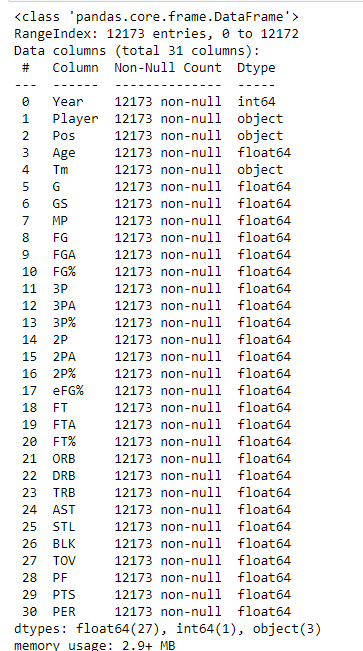 <class 'pandas.core.frame.DataFrame'>
RangeIndex: 12173 entries, 0 to 12172
Data columns (total 31 columns):
 #   Column  Non-Null Count  Dtype
---  ------  --------------  -----
 0   Year    12173 non-null  int64
 1   Player  12173 non-null  object
 2   Pos     12173 non-null  object
 3   Age     12173 non-null  float64
 4   Tm      12173 non-null  object
 5   G       12173 non-null  float64
 6   GS      12173 non-null  float64
 7   MP      12173 non-null  float64
 8   FG      12173 non-null  float64
 9   FGA     12173 non-null  float64
 10  FG%     12173 non-null  float64
 11  3P      12173 non-null  float64
 12  3PA     12173 non-null  float64
 13  3P%     12173 non-null  float64
 14  2P      12173 non-null  float64
 15  2PA     12173 non-null  float64
 16  2P%     12173 non-null  float64
 17  eFG%    12173 non-null  float64
 18  FT      12173 non-null  float64
 19  FTA     12173 non-null  float64
 20  FT%     12173 non-null  float64
 21  ORB     12173 non-null  float64
 22  DRB     12173 non-null  float64
 23  TRB     12173 non-null  float64
 24  AST     12173 non-null  float64
 25  STL     12173 non-null  float64
 26  BLK     12173 non-null  float64
 27  TOV     12173 non-null  float64
 28  PF      12173 non-null  float64
 29  PTS     12173 non-null  float64
 30  PER     12173 non-null  float64
dtypes: float64(27), int64(1), object(3)
memory usage: 2.9+ MB